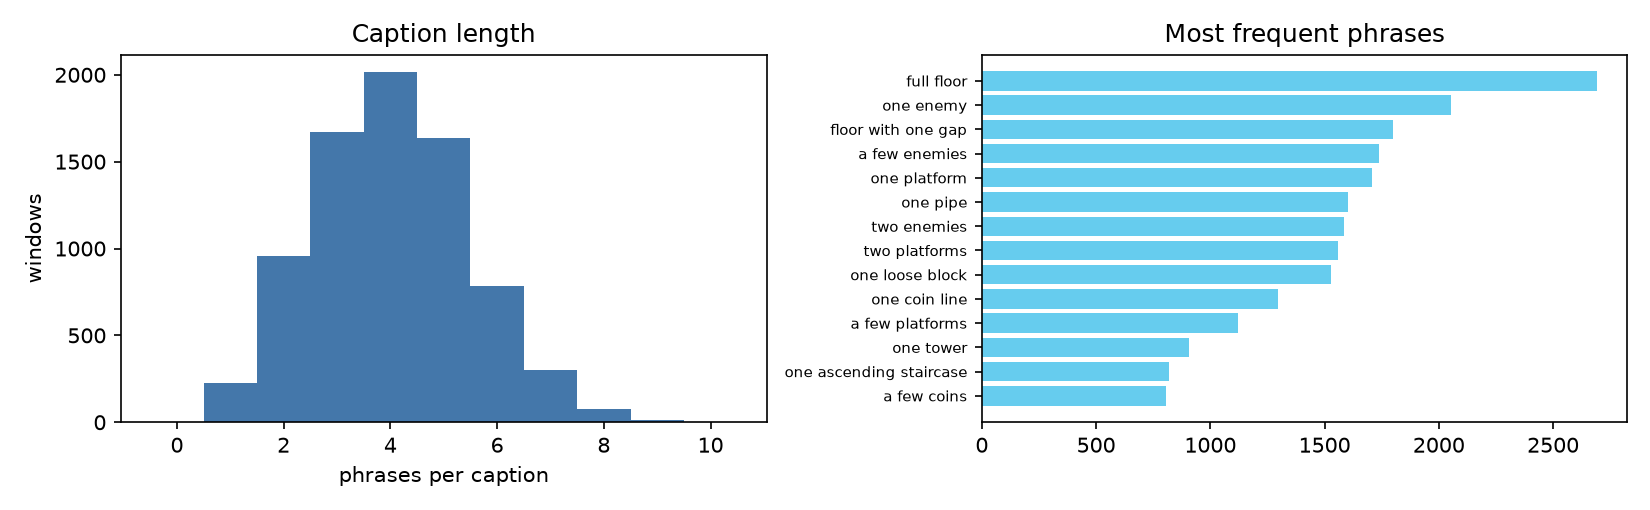 Caption length
2000
1500
1000
500
0
windows
0 2 4 6 8 10
phrases per caption
Most frequent phrases
full floor
one enemy
floor with one gap
a few enemies
one platform
one pipe
two enemies
two platforms
one loose block
one coin line
a few platforms
one tower
one ascending staircase
a few coins
0 500 1000 1500 2000 2500